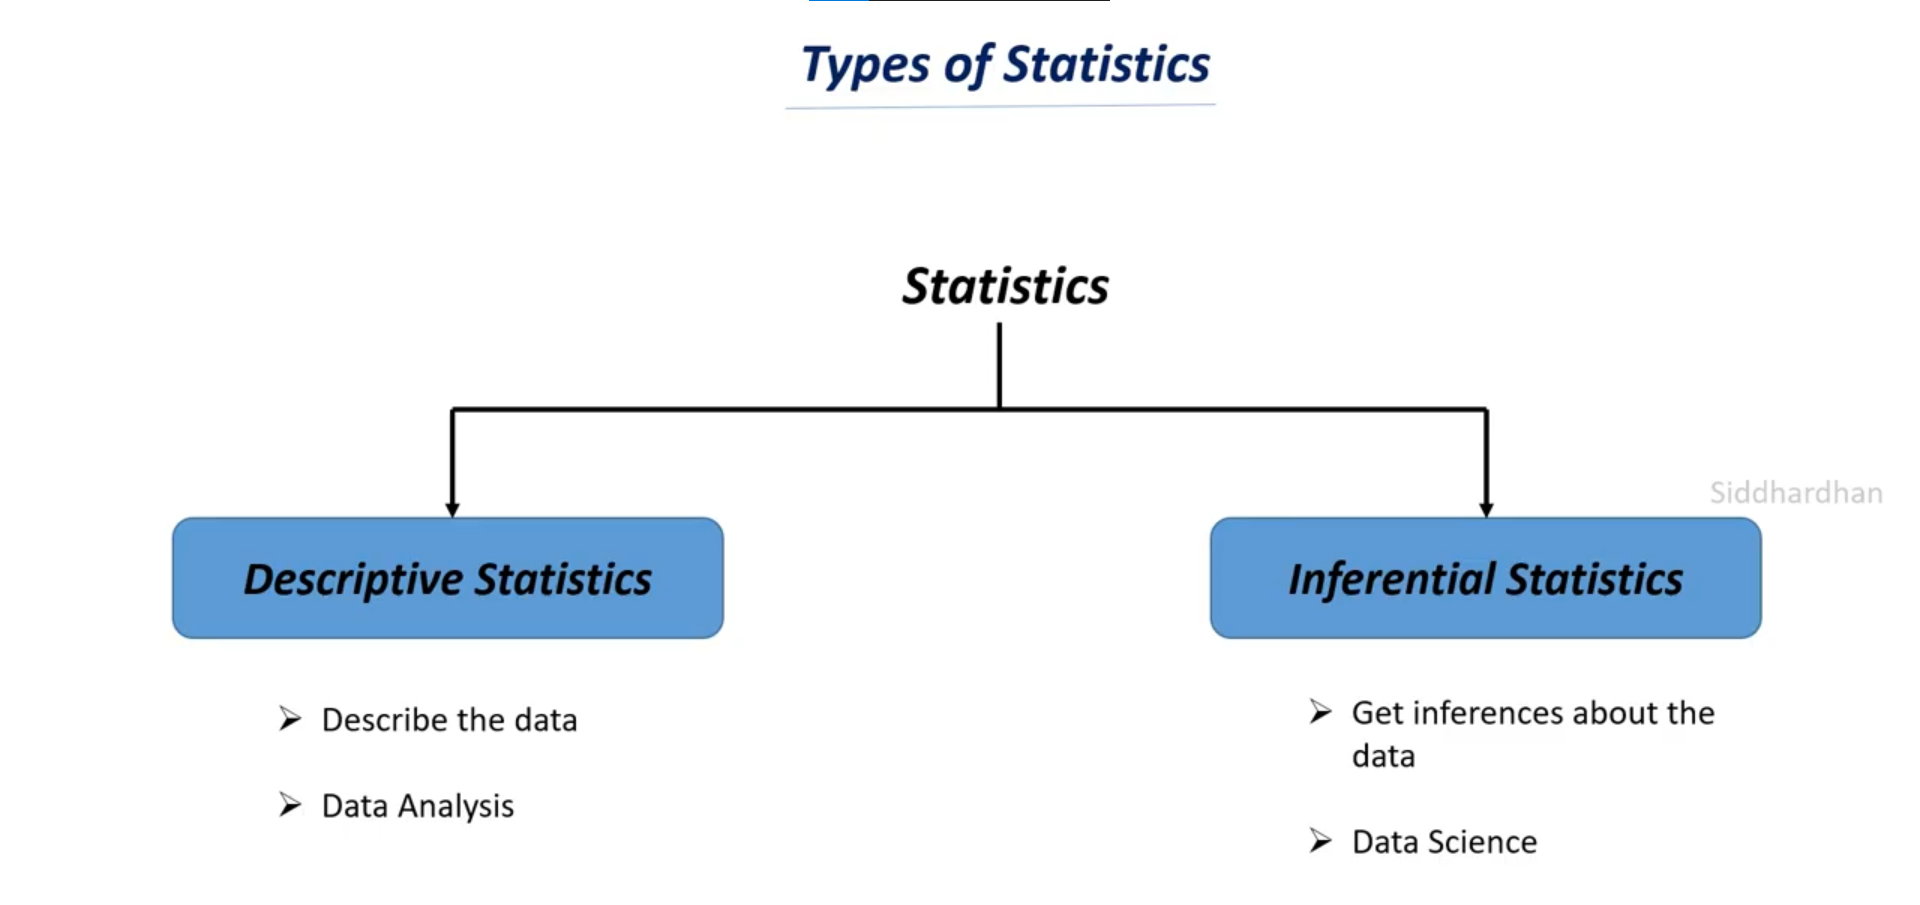 Types of Statistics
Statistics
Siddhardhan
Descriptive Statistics
Inferential Statistics
Describe the data
Data Analysis
Get inferences about the
data
Data Science